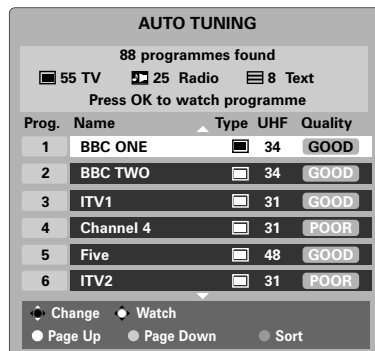 AUTO TUNING
88 programmes found
55 TV 25 Radio 8 Text
Press OK to watch programme
Prog. Name Type UHF Quality
1 BBC ONE 34 GOOD
2 BBC TWO 34 GOOD
3 ITV1 31 GOOD
4 Channel 4 31 POOR
5 Five 48 GOOD
6 ITV2 31 POOR
Change Watch
Page Up Page Down Sort